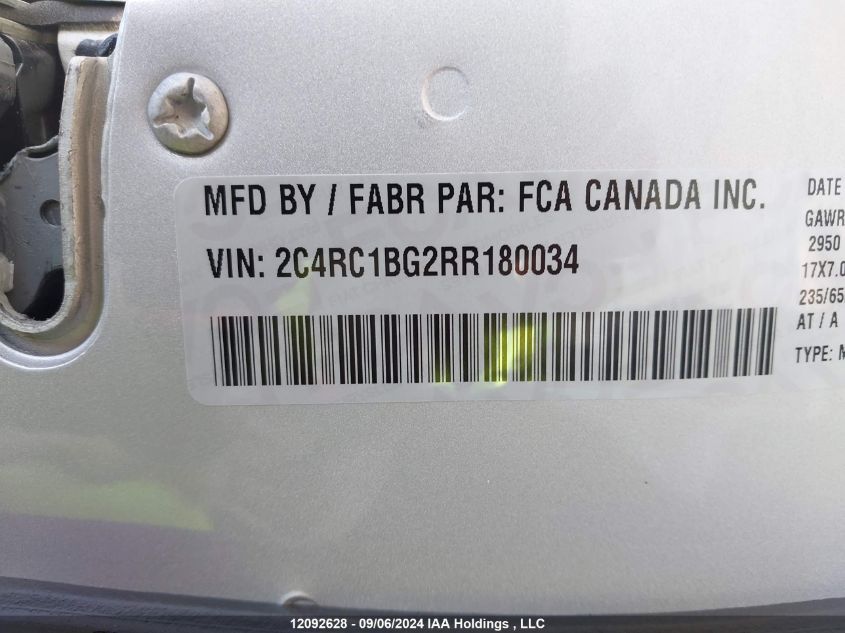 MFD BY / FABR PAR: FCA CANADA INC.
VIN: 2C4RC1BG2RR180034
DATE
GAWR
2950
17X7.0
235/65
AT / A
TYPE: M
12092628 - 09/06/2024 IAA Holdings , LLC